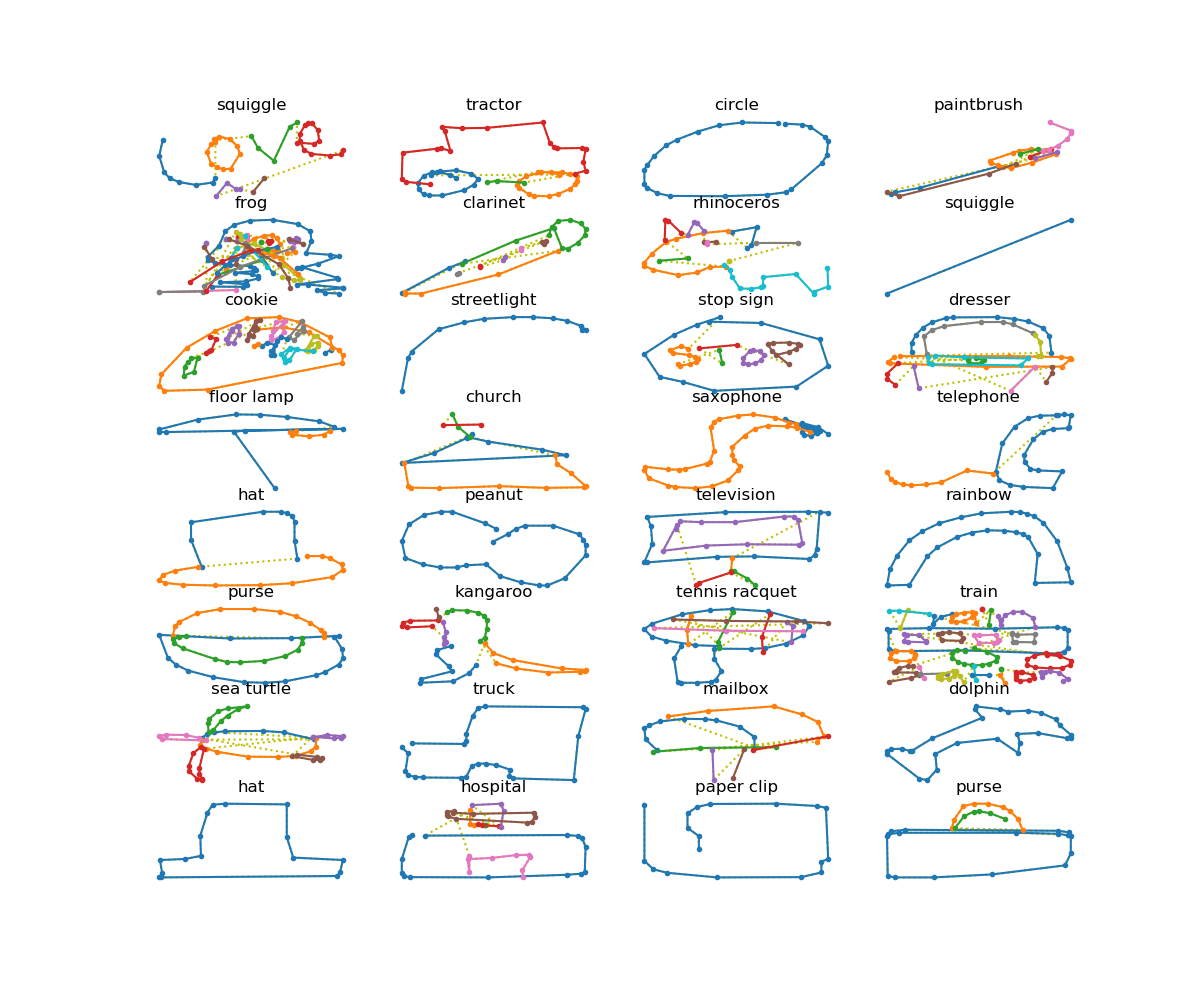 squiggle tractor circle paintbrush
frog clarinet rhinoceros squiggle
cookie streetlight stop sign dresser
floor lamp church saxophone telephone
hat peanut television rainbow
purse kangaroo tennis racquet train
sea turtle truck mailbox dolphin
hat hospital paper clip purse